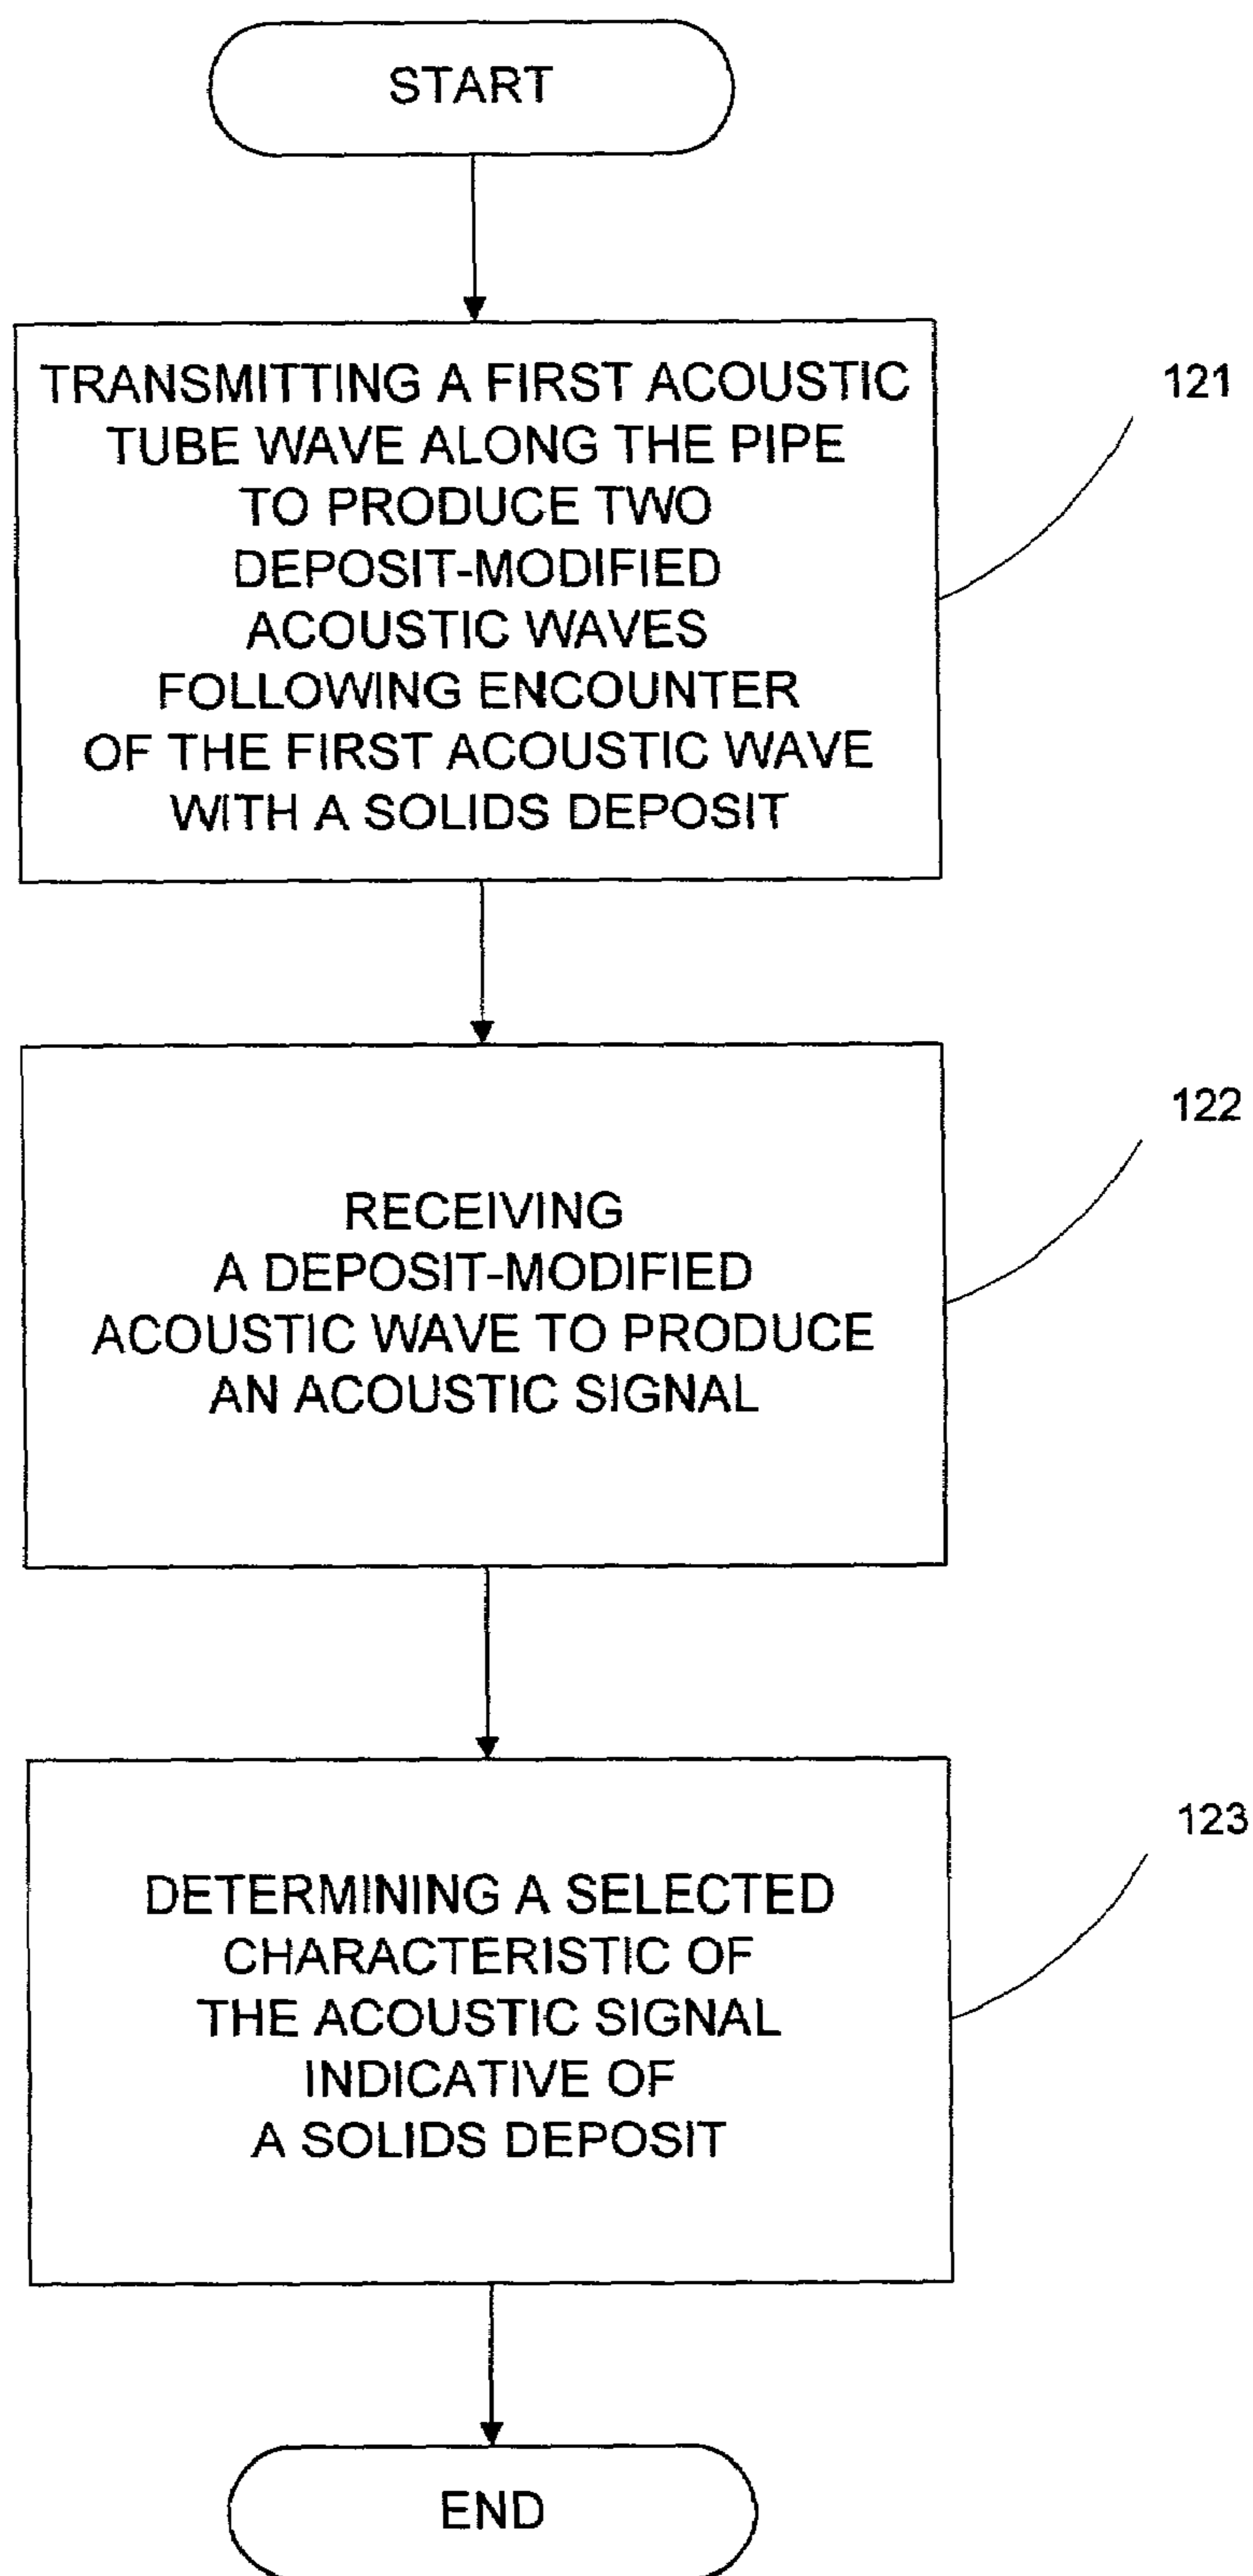 START
TRANSMITTING A FIRST ACOUSTIC
TUBE WAVE ALONG THE PIPE
TO PRODUCE TWO
DEPOSIT-MODIFIED
ACOUSTIC WAVES
FOLLOWING ENCOUNTER
OF THE FIRST ACOUSTIC WAVE
WITH A SOLIDS DEPOSIT
121
RECEIVING
A DEPOSIT-MODIFIED
ACOUSTIC WAVE TO PRODUCE
AN ACOUSTIC SIGNAL
122
DETERMINING A SELECTED
CHARACTERISTIC OF
THE ACOUSTIC SIGNAL
INDICATIVE OF
A SOLIDS DEPOSIT
123
END